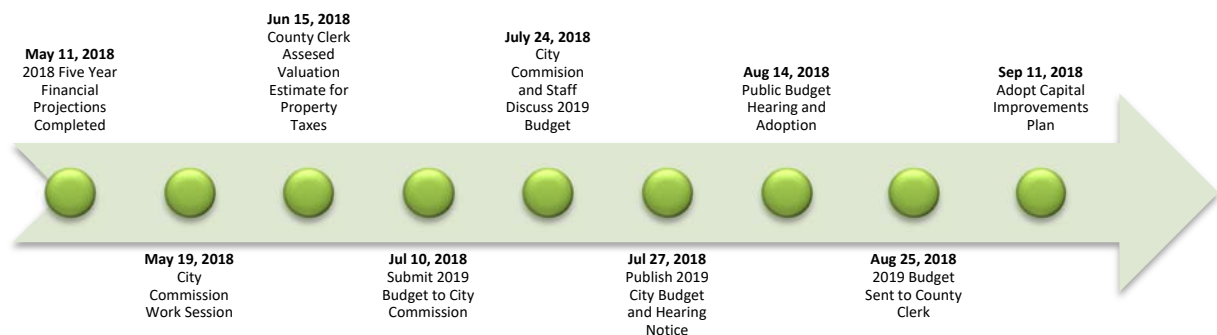 May 11, 2018
2018 Five Year
Financial
Projections
Completed
May 19, 2018
City
Commission
Work Session
Jun 15, 2018
County Clerk
Assesed
Valuation
Estimate for
Property
Taxes
Jul 10, 2018
Submit 2019
Budget to City
Commission
July 24, 2018
City
Commision
and Staff
Discuss 2019
Budget
Jul 27, 2018
Publish 2019
City Budget
and Hearing
Notice
Aug 14, 2018
Public Budget
Hearing and
Adoption
Aug 25, 2018
2019 Budget
Sent to County
Clerk
Sep 11, 2018
Adopt Capital
Improvements
Plan